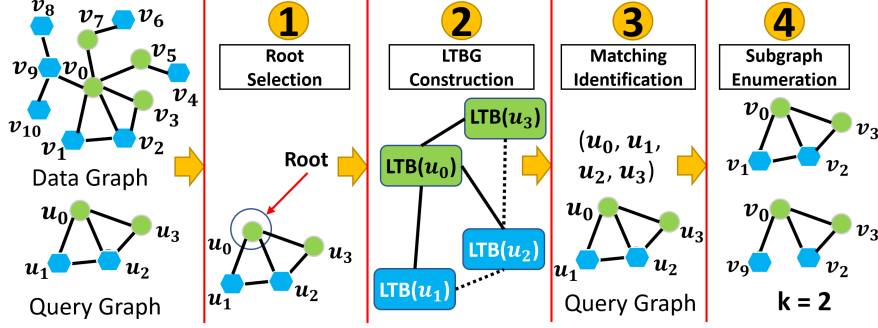 v8
v7
v6
v5
v9
v0
v4
v3
v10
v1
v2
Data Graph
u0
u3
u1
u2
Query Graph
1
Root
Selection
Root
u0
u3
u1
u2
2
LTBG
Construction
LTB(u3)
LTB(u0)
LTB(u2)
LTB(u1)
3
Matching
Identification
(u0, u1,
u2, u3)
u0
u3
u1
u2
Query Graph
4
Subgraph
Enumeration
v0
v3
v1
v2
v0
v3
v9
v2
k = 2